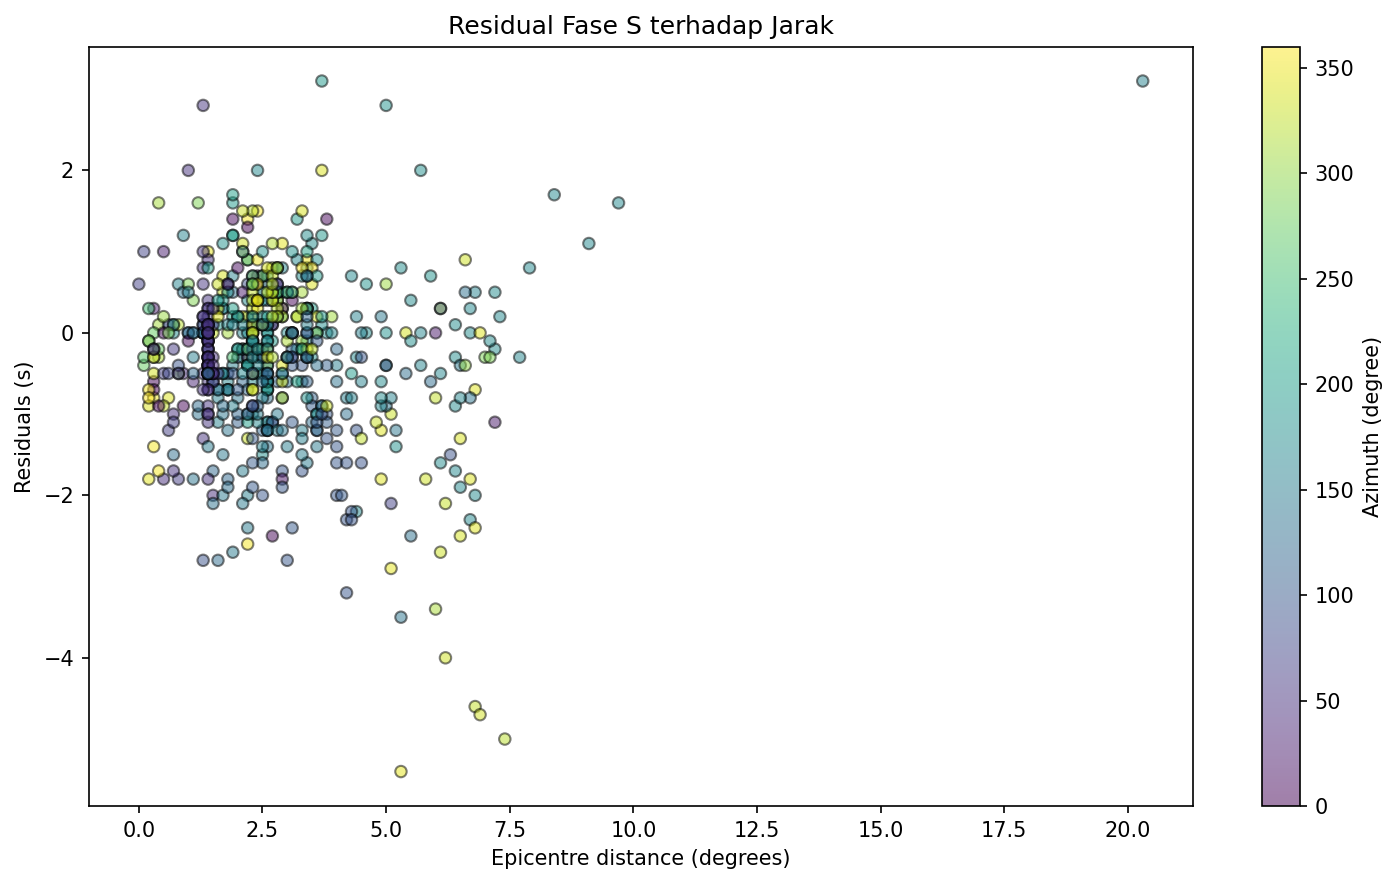 Residual Fase S terhadap Jarak
Residuals (s)
2
0
−2
−4
0.0 2.5 5.0 7.5 10.0 12.5 15.0 17.5 20.0
Epicentre distance (degrees)
350
300
250
200
150
100
50
0
Azimuth (degree)